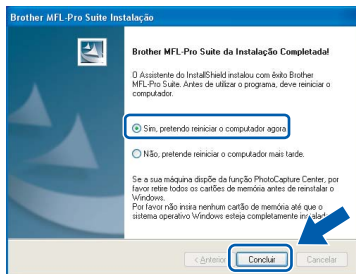 Brother MFL-Pro Suite Instalação
Brother MFL-Pro Suite da Instalação Completada!
O Assistente do InstallShield instalou com êxito Brother
MFL-Pro Suite. Antes de utilizar o programa, deve reiniciar o
computador.
Sim, pretendo reiniciar o computador agora.
Não, pretende reiniciar o computador mais tarde.
Se a sua máquina dispõe da função PhotoCapture Center, por
favor retire todos os cartões de memória antes de reinstalar o
Windows.
Por favor não insira nenhum cartão de memória até que o
sistema operativo Windows esteja completamente instalad
< Anterior Concluir Cancelar